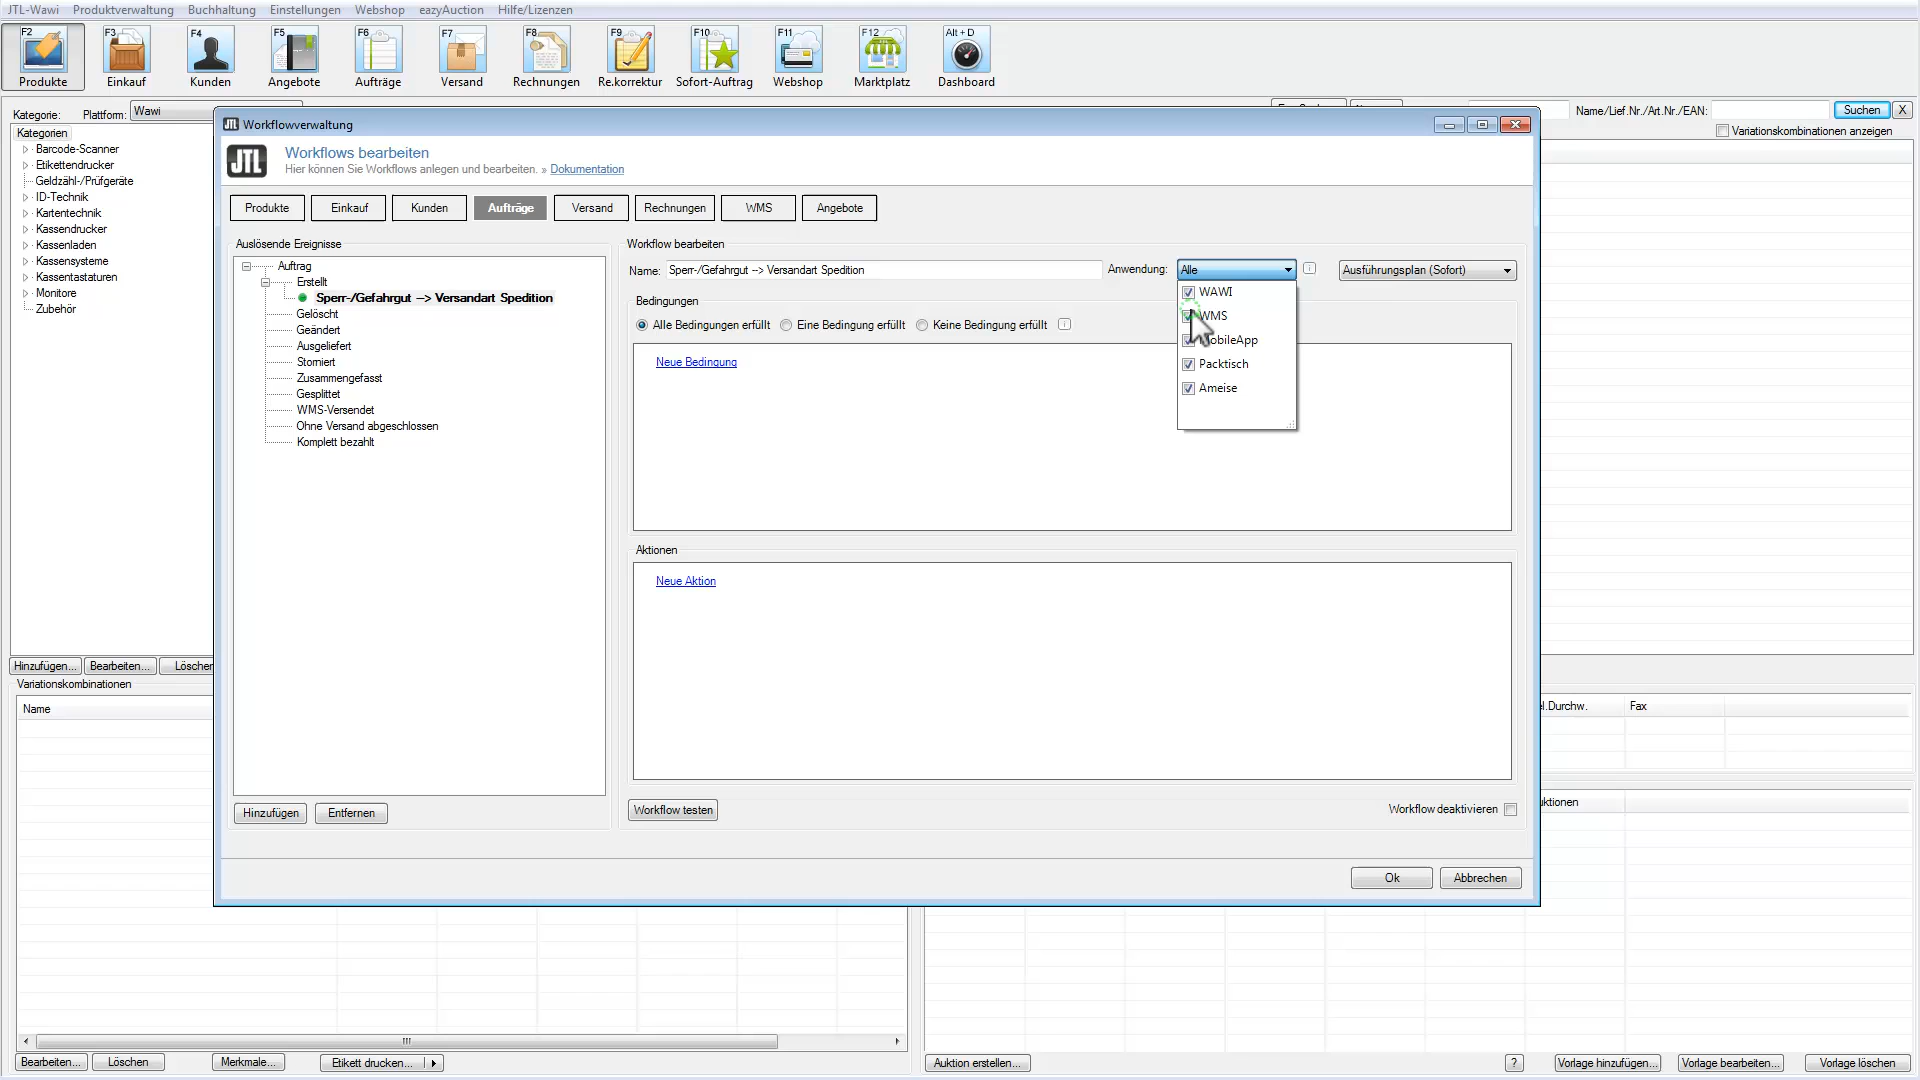 JTL-Wawi Produktverwaltung Buchhaltung Einstellungen Webshop eazyAuction Hilfe/Lizenzen
F2 F3 F4 F5 F6 F7 F8 F9 F10 F11 F12 Alt + D
Produkte Einkauf Kunden Angebote Aufträge Versand Rechnungen Re.korrektur Sofort-Auftrag Webshop Marktplatz Dashboard
Kategorie: Plattform: Wawi
Name/Lief.Nr./Art.Nr./EAN: Suchen X
Variationskombinationen anzeigen
Kategorien
Barcode-Scanner
Etikettendrucker
Geldzähl-/Prüfgeräte
ID-Technik
Kartentechnik
Kassendrucker
Kassenladen
Kassensysteme
Kassentastaturen
Monitore
Zubehör
Hinzufügen... Bearbeiten... Löschen
Variationskombinationen
Name
JTL Workflowverwaltung
JTL
Workflows bearbeiten
Hier können Sie Workflows anlegen und bearbeiten. » Dokumentation
Produkte Einkauf Kunden Aufträge Versand Rechnungen WMS Angebote
Auslösende Ereignisse
Auftrag
Erstellt
Sperr-/Gefahrgut --> Versandart Spedition
Gelöscht
Geändert
Ausgeliefert
Storniert
Zusammengefasst
Gesplittet
WMS-Versendet
Ohne Versand abgeschlossen
Komplett bezahlt
Hinzufügen Entfernen
Workflow bearbeiten
Name: Sperr-/Gefahrgut --> Versandart Spedition Anwendung: Alle Ausführungsplan (Sofort)
WAWI
WMS
MobileApp
Packtisch
Ameise
Bedingungen
Alle Bedingungen erfüllt Eine Bedingung erfüllt Keine Bedingung erfüllt
Neue Bedingung
Aktionen
Neue Aktion
Workflow testen Workflow deaktivieren
Ok Abbrechen
el.Durchw. Fax
ktionen
Bearbeiten... Löschen Merkmale... Etikett drucken...
Auktion erstellen... ? Vorlage hinzufügen... Vorlage bearbeiten... Vorlage löschen